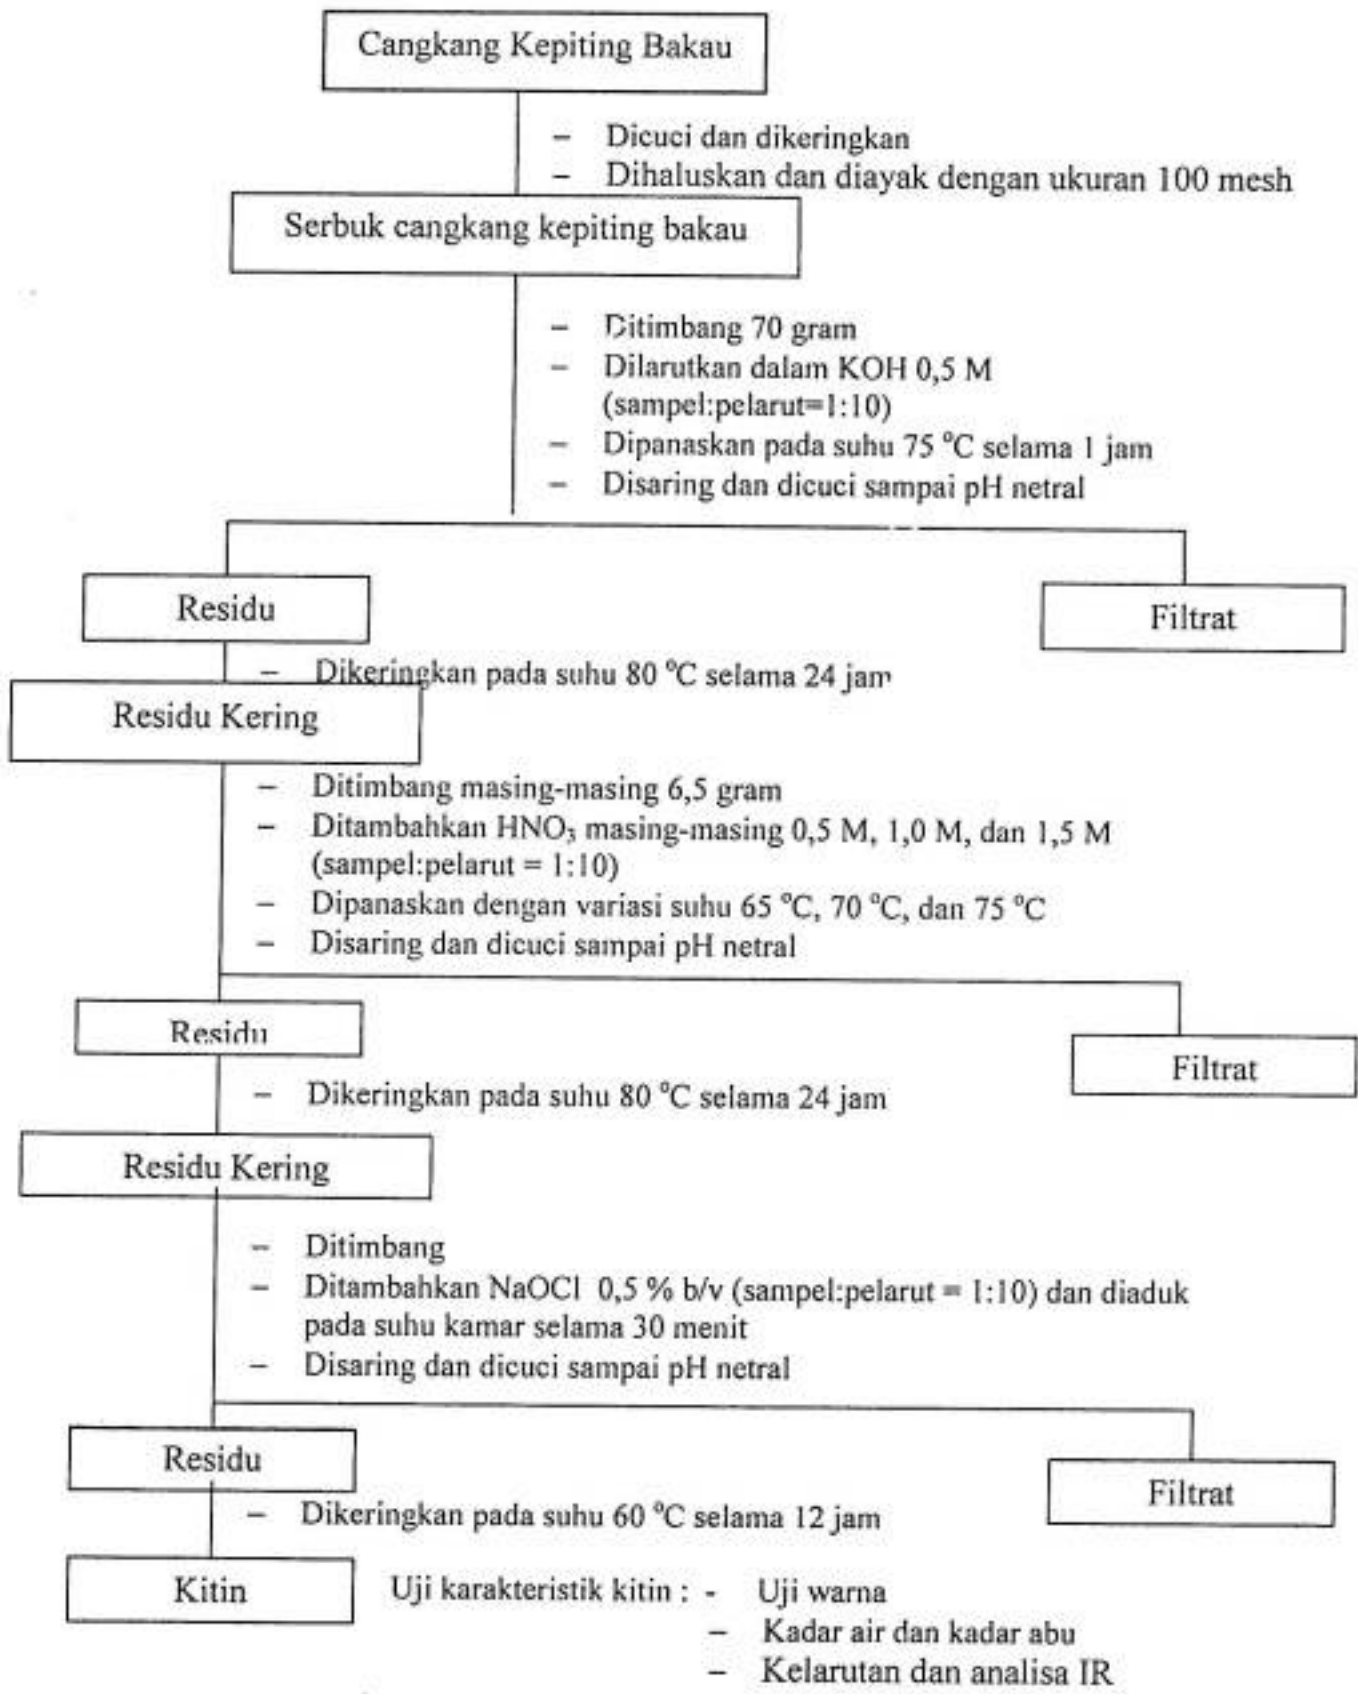 Cangkang Kepiting Bakau
– Dicuci dan dikeringkan
– Dihaluskan dan diayak dengan ukuran 100 mesh
Serbuk cangkang kepiting bakau
– Ditimbang 70 gram
– Dilarutkan dalam KOH 0,5 M
(sampel:pelarut=1:10)
– Dipanaskan pada suhu 75 °C selama 1 jam
– Disaring dan dicuci sampai pH netral
Residu
Filtrat
– Dikeringkan pada suhu 80 °C selama 24 jam
Residu Kering
– Ditimbang masing-masing 6,5 gram
– Ditambahkan HNO₃ masing-masing 0,5 M, 1,0 M, dan 1,5 M
(sampel:pelarut = 1:10)
– Dipanaskan dengan variasi suhu 65 °C, 70 °C, dan 75 °C
– Disaring dan dicuci sampai pH netral
Residu
Filtrat
– Dikeringkan pada suhu 80 °C selama 24 jam
Residu Kering
– Ditimbang
– Ditambahkan NaOCl 0,5 % b/v (sampel:pelarut = 1:10) dan diaduk
pada suhu kamar selama 30 menit
– Disaring dan dicuci sampai pH netral
Residu
Filtrat
– Dikeringkan pada suhu 60 °C selama 12 jam
Kitin
Uji karakteristik kitin : - Uji warna
– Kadar air dan kadar abu
– Kelarutan dan analisa IR